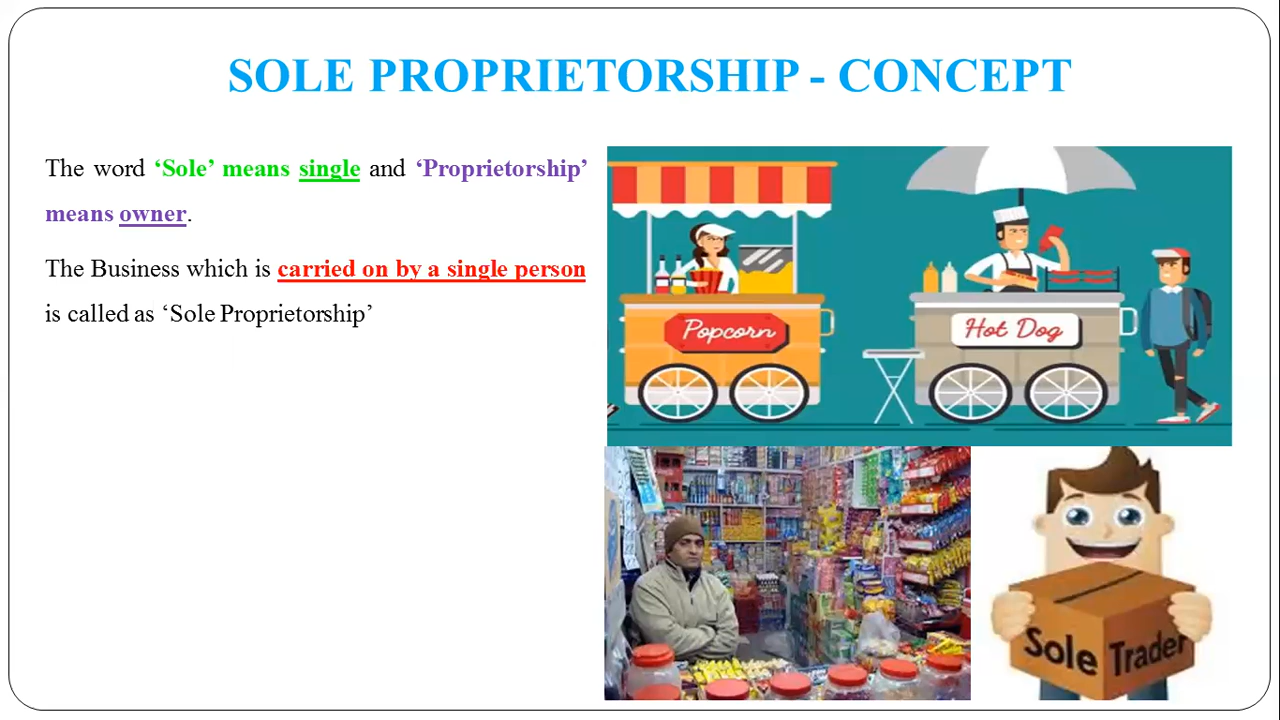 SOLE PROPRIETORSHIP - CONCEPT
The word ‘Sole’ means single and ‘Proprietorship’
means owner.
The Business which is carried on by a single person
is called as ‘Sole Proprietorship’
Popcorn
Hot Dog
Sole Trader